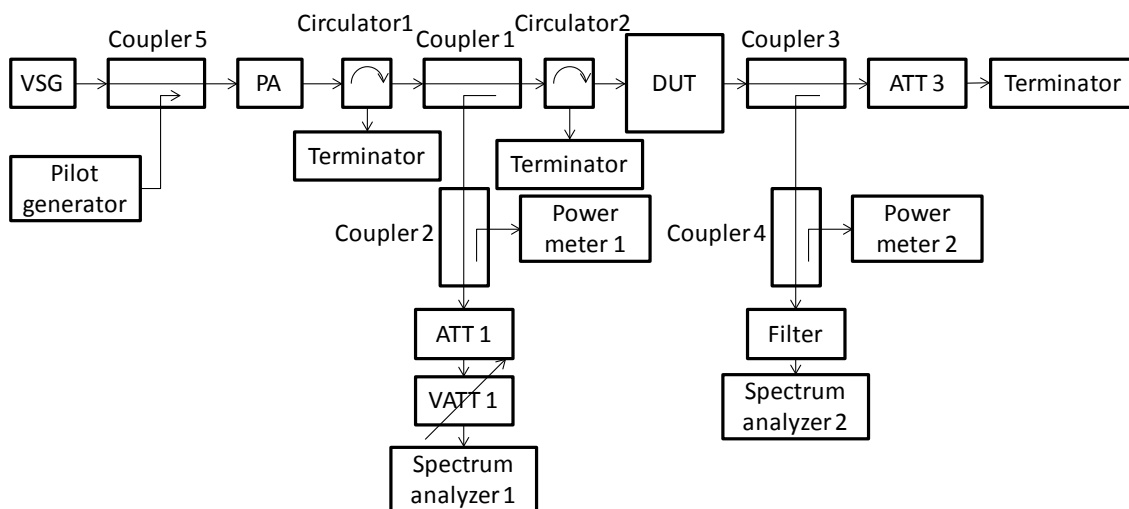 Circulator1
Circulator2
Coupler 5
Coupler 1
Coupler 3
VSG
PA
DUT
ATT 3
Terminator
Terminator
Terminator
Pilot
generator
Coupler 2
Power
meter 1
Coupler 4
Power
meter 2
ATT 1
Filter
VATT 1
Spectrum
analyzer 2
Spectrum
analyzer 1